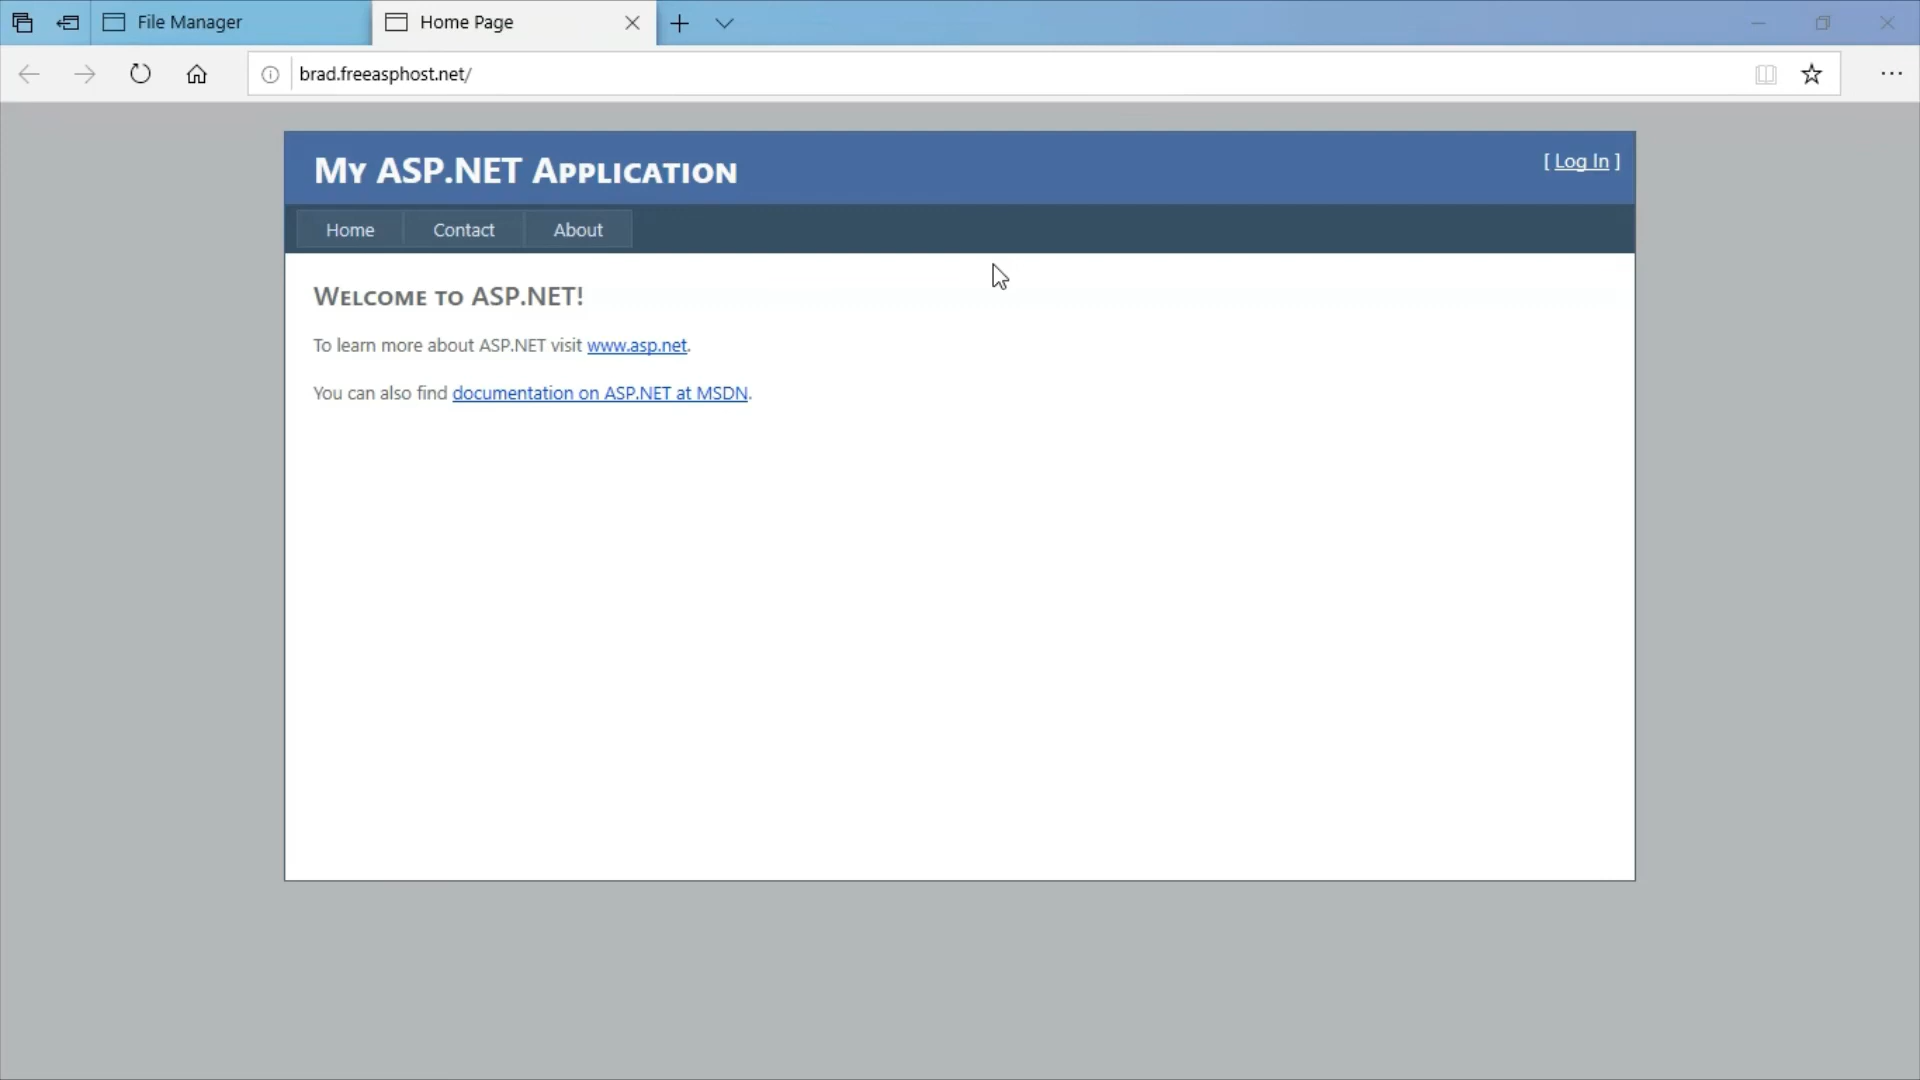 File Manager
Home Page
brad.freeasphost.net/
My ASP.NET Application
[ Log In ]
Home
Contact
About
Welcome to ASP.NET!
To learn more about ASP.NET visit www.asp.net.
You can also find documentation on ASP.NET at MSDN.